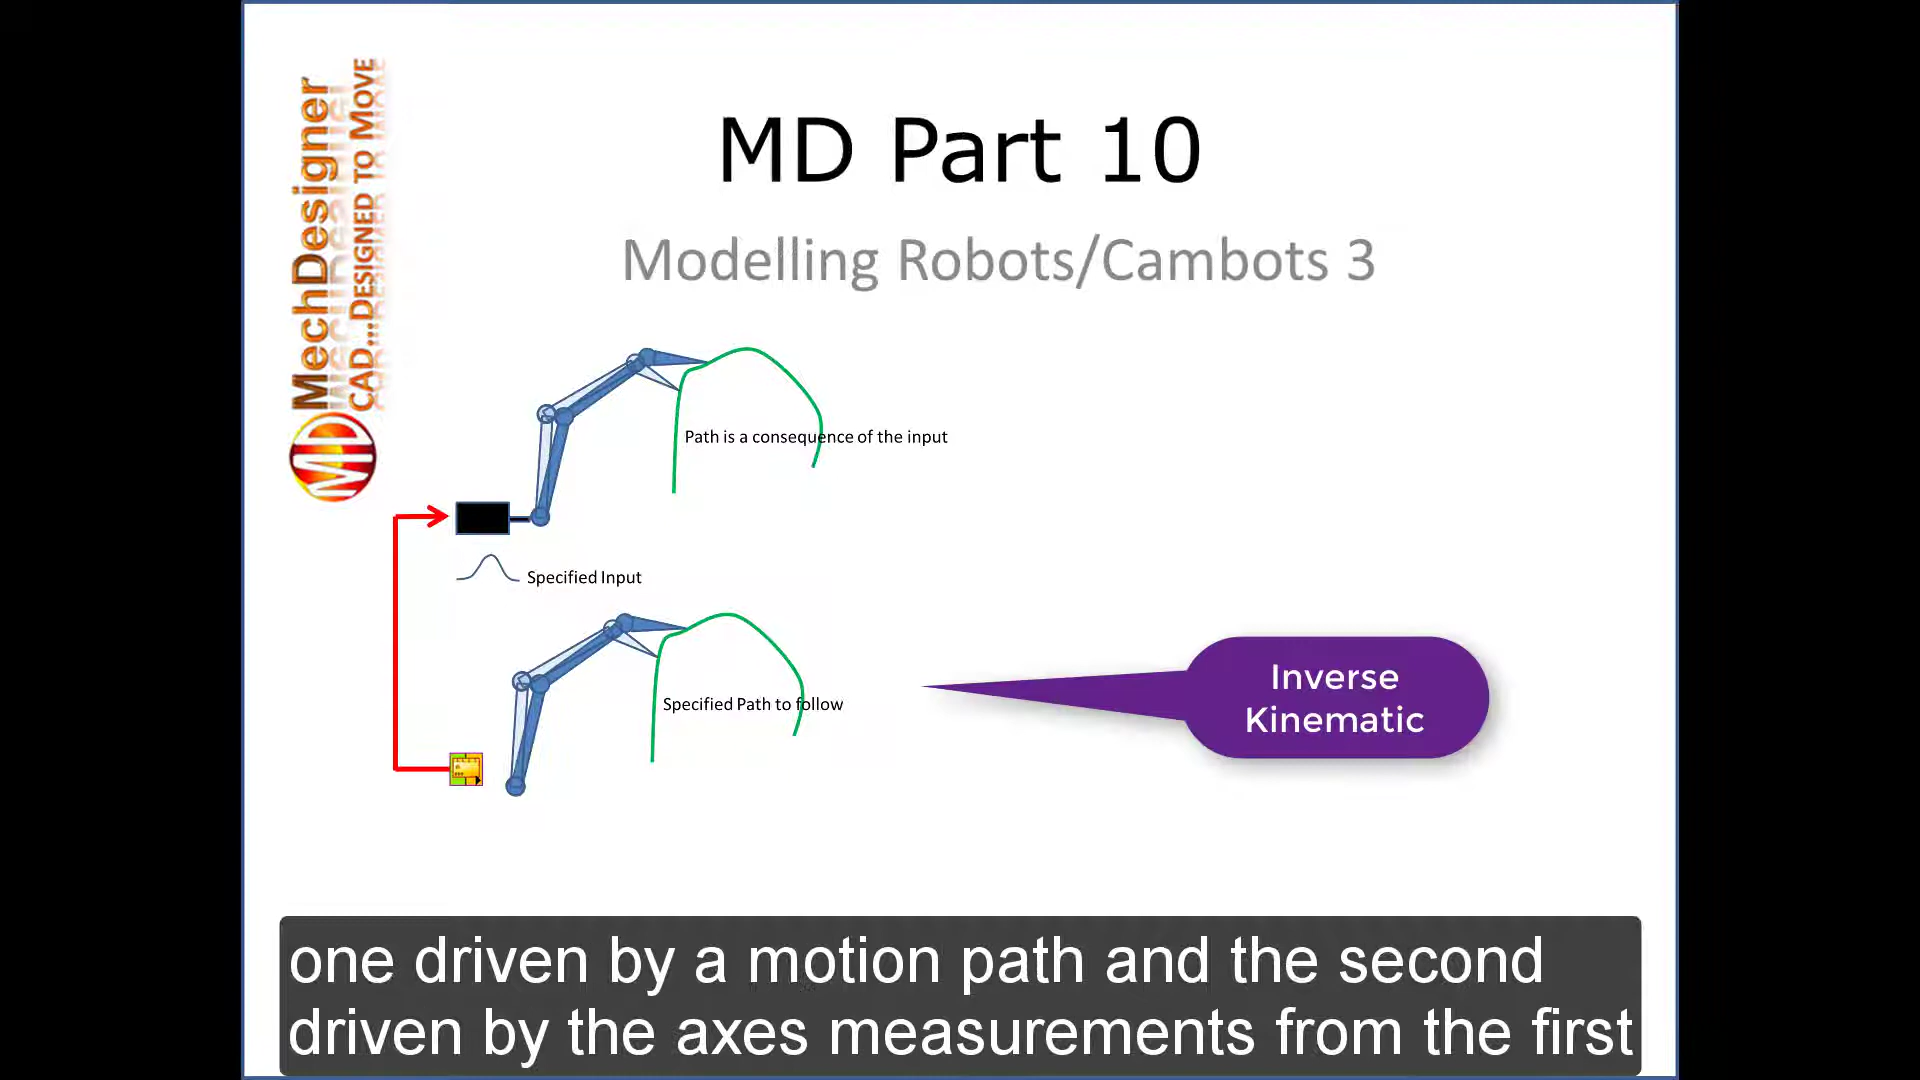 MechDesigner
CAD...DESIGNED TO MOVE
MD
MD Part 10
Modelling Robots/Cambots 3
Path is a consequence of the input
Specified Input
Specified Path to follow
Inverse
Kinematic
one driven by a motion path and the second
driven by the axes measurements from the first